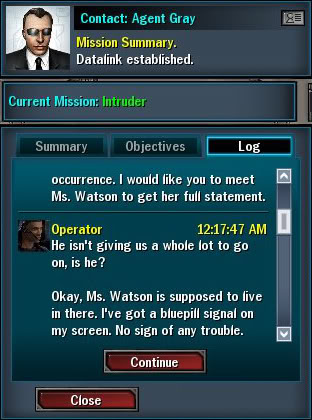 Contact: Agent Gray
Mission Summary.
Datalink established.
Current Mission: Intruder
Summary
Objectives
Log
occurrence. I would like you to meet
Ms. Watson to get her full statement.
Operator 12:17:47 AM
He isn't giving us a whole lot to go
on, is he?
Okay, Ms. Watson is supposed to live
in there. I've got a bluepill signal on
my screen. No sign of any trouble.
Continue
Close